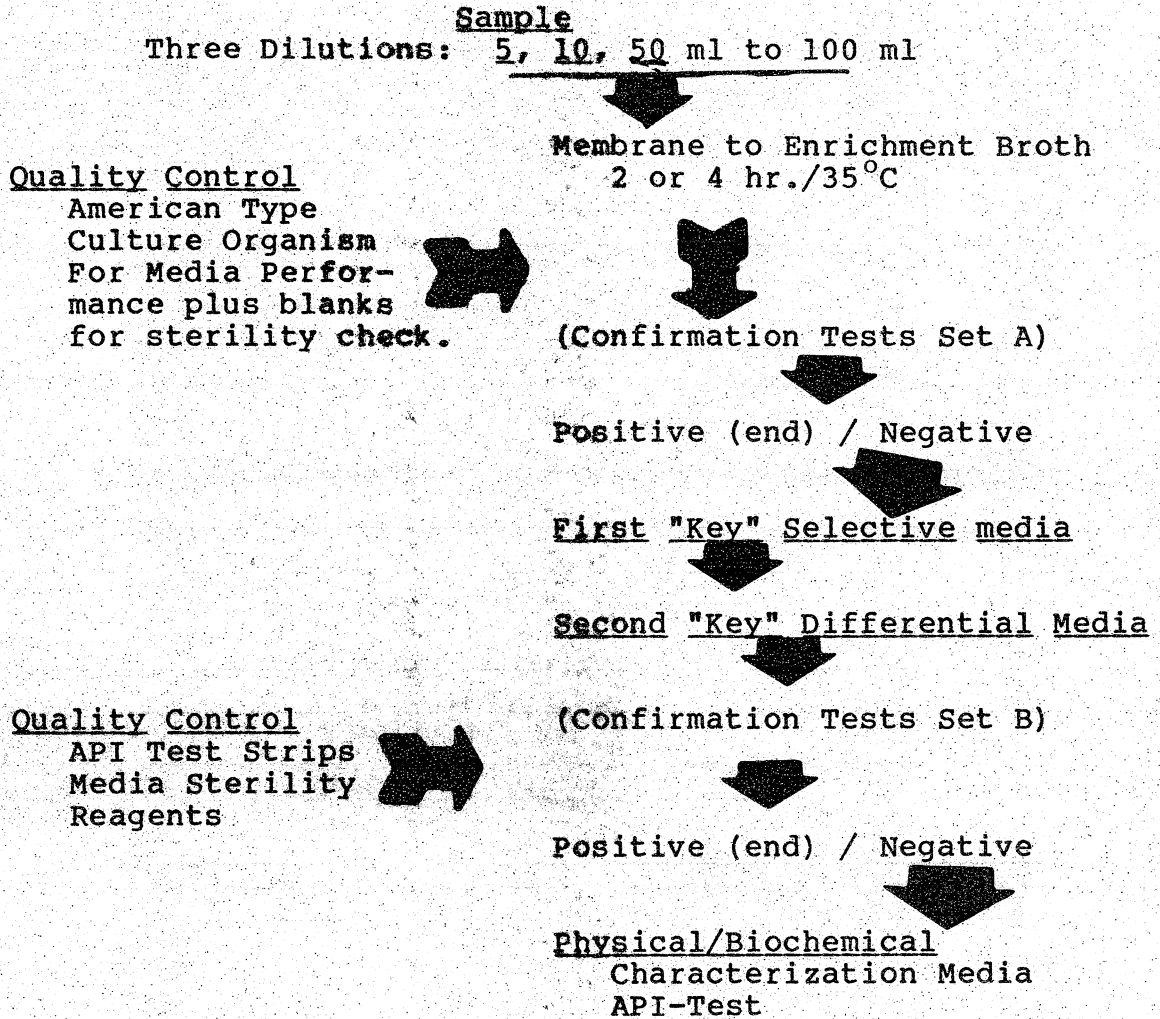 Sample
Three Dilutions: 5, 10, 50 ml to 100 ml
Membrane to Enrichment Broth
2 or 4 hr./35°C
Quality Control
American Type
Culture Organism
For Media Perfor-
mance plus blanks
for sterility check.
(Confirmation Tests Set A)
Positive (end) / Negative
First "Key" Selective media
Second "Key" Differential Media
Quality Control
API Test Strips
Media Sterility
Reagents
(Confirmation Tests Set B)
Positive (end) / Negative
Physical/Biochemical
Characterization Media
API-Test